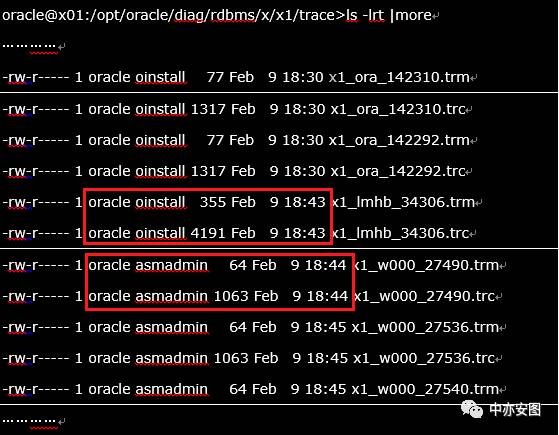 oracle@x01:/opt/oracle/diag/rdbms/x/x1/trace>ls -lrt |more
…………
-rw-r----- 1 oracle oinstall 77 Feb 9 18:30 x1_ora_142310.trm
-rw-r----- 1 oracle oinstall 1317 Feb 9 18:30 x1_ora_142310.trc
-rw-r----- 1 oracle oinstall 77 Feb 9 18:30 x1_ora_142292.trm
-rw-r----- 1 oracle oinstall 1317 Feb 9 18:30 x1_ora_142292.trc
-rw-r----- 1 oracle oinstall 355 Feb 9 18:43 x1_lmhb_34306.trm
-rw-r----- 1 oracle oinstall 4191 Feb 9 18:43 x1_lmhb_34306.trc
-rw-r----- 1 oracle asmadmin 64 Feb 9 18:44 x1_w000_27490.trm
-rw-r----- 1 oracle asmadmin 1063 Feb 9 18:44 x1_w000_27490.trc
-rw-r----- 1 oracle asmadmin 64 Feb 9 18:45 x1_w000_27536.trm
-rw-r----- 1 oracle asmadmin 1063 Feb 9 18:45 x1_w000_27536.trc
-rw-r----- 1 oracle asmadmin 64 Feb 9 18:45 x1_w000_27540.trm
…………
中亦安图